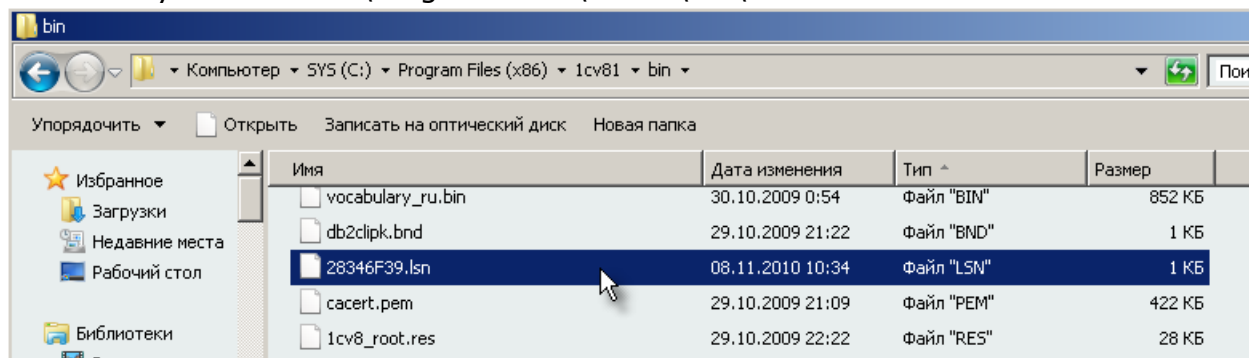 bin
Компьютер SYS (C:) Program Files (x86) 1cv81 bin
Упорядочить Открыть Записать на оптический диск Новая папка
Имя Дата изменения Тип Размер
Избранное
Загрузки
Недавние места
Рабочий стол
Библиотеки
vocabulary_ru.bin 30.10.2009 0:54 Файл "BIN" 852 КБ
db2clipk.bnd 29.10.2009 21:22 Файл "BND" 1 КБ
28346F39.lsn 08.11.2010 10:34 Файл "LSN" 1 КБ
cacert.pem 29.10.2009 21:09 Файл "PEM" 422 КБ
1cv8_root.res 29.10.2009 22:22 Файл "RES" 28 КБ